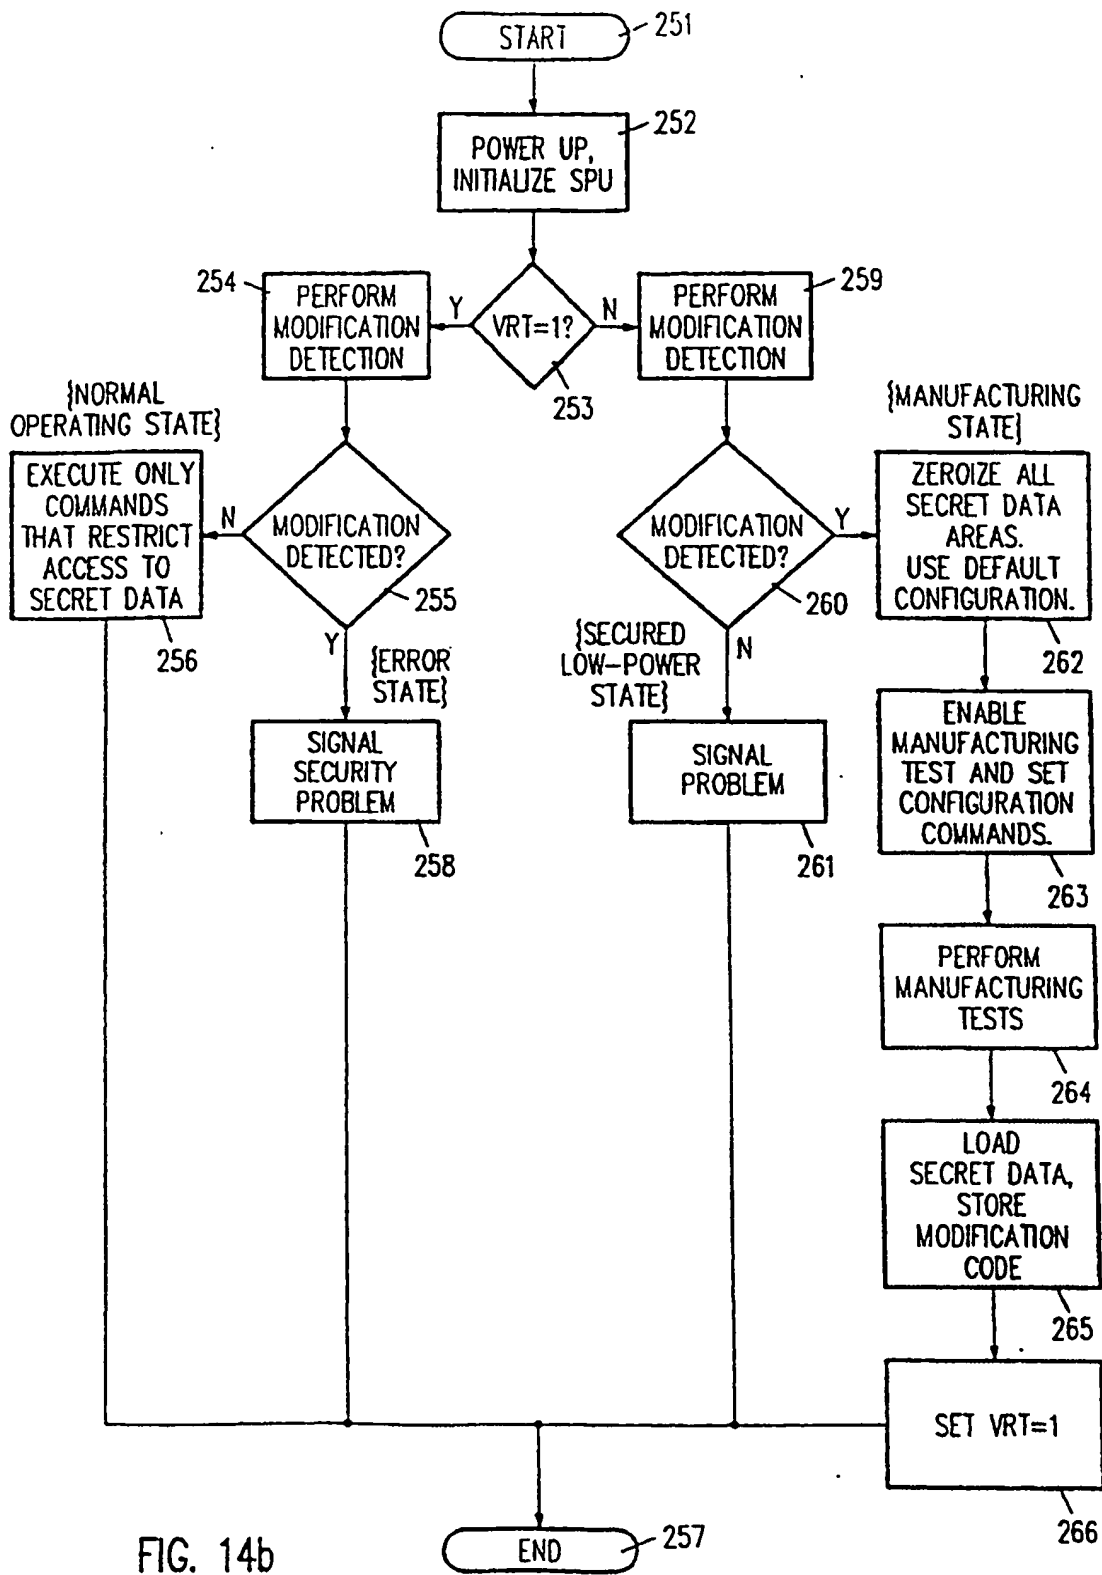 START
251
252
POWER UP,
INITIALIZE SPU
254
PERFORM
MODIFICATION
DETECTION
Y
VRT=1?
N
253
259
PERFORM
MODIFICATION
DETECTION
{NORMAL
OPERATING STATE}
EXECUTE ONLY
COMMANDS
THAT RESTRICT
ACCESS TO
SECRET DATA
256
N
MODIFICATION
DETECTED?
255
Y
{ERROR
STATE}
SIGNAL
SECURITY
PROBLEM
258
MODIFICATION
DETECTED?
260
Y
N
{SECURED
LOW-POWER
STATE}
SIGNAL
PROBLEM
261
{MANUFACTURING
STATE}
ZEROIZE ALL
SECRET DATA
AREAS.
USE DEFAULT
CONFIGURATION.
262
ENABLE
MANUFACTURING
TEST AND SET
CONFIGURATION
COMMANDS.
263
PERFORM
MANUFACTURING
TESTS
264
LOAD
SECRET DATA,
STORE
MODIFICATION
CODE
265
SET VRT=1
266
END
257
FIG. 14b